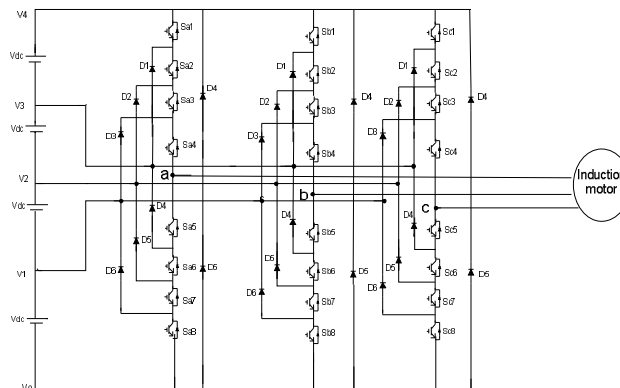 V4
Vdc
V3
Vdc
V2
Vdc
V1
Vdc
Sa1
Sa2
Sa3
Sa4
Sa5
Sa6
Sa7
Sa8
D1
D2
D3
D4
D4
D5
D6
D5
a
Sb1
Sb2
Sb3
Sb4
Sb5
Sb6
Sb7
Sb8
D1
D2
D3
D4
D4
D5
D6
D5
b
Sc1
Sc2
Sc3
Sc4
Sc5
Sc6
Sc7
Sc8
D1
D2
D3
D4
D4
D5
D6
D5
c
Induction
motor